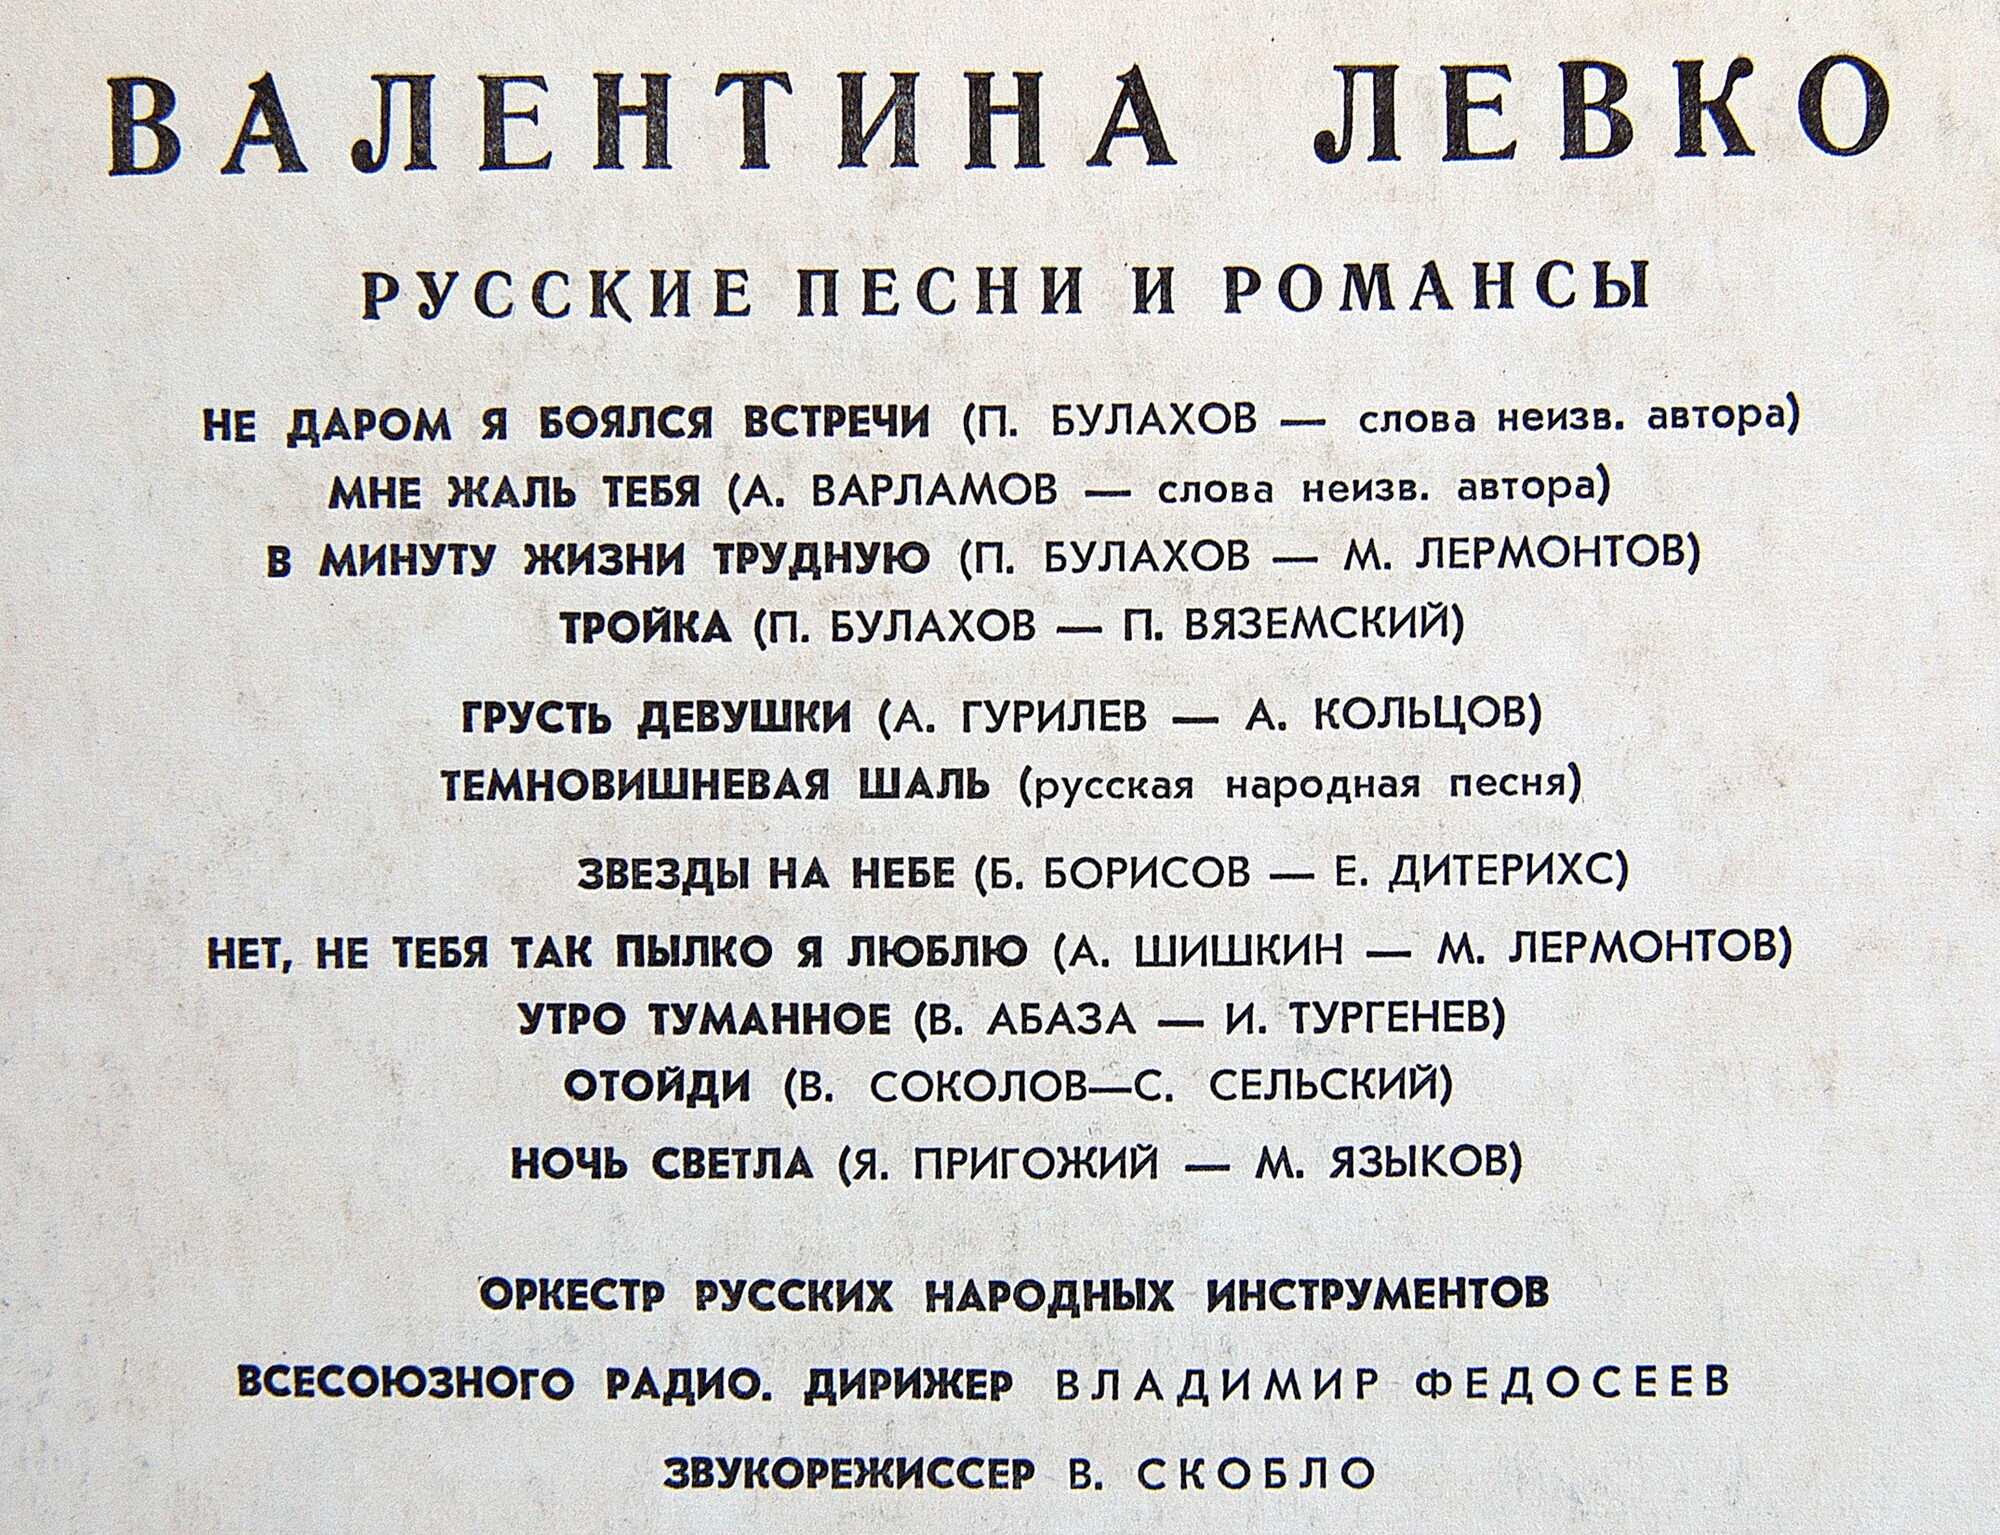 ВАЛЕНТИНА ЛЕВКО
РУССКИЕ ПЕСНИ И РОМАНСЫ
НЕ ДАРОМ Я БОЯЛСЯ ВСТРЕЧИ (П. БУЛАХОВ — слова неизв. автора)
МНЕ ЖАЛЬ ТЕБЯ (А. ВАРЛАМОВ — слова неизв. автора)
В МИНУТУ ЖИЗНИ ТРУДНУЮ (П. БУЛАХОВ — М. ЛЕРМОНТОВ)
ТРОЙКА (П. БУЛАХОВ — П. ВЯЗЕМСКИЙ)
ГРУСТЬ ДЕВУШКИ (А. ГУРИЛЕВ — А. КОЛЬЦОВ)
ТЕМНОВИШНЕВАЯ ШАЛЬ (русская народная песня)
ЗВЕЗДЫ НА НЕБЕ (Б. БОРИСОВ — Е. ДИТЕРИХС)
НЕТ, НЕ ТЕБЯ ТАК ПЫЛКО Я ЛЮБЛЮ (А. ШИШКИН — М. ЛЕРМОНТОВ)
УТРО ТУМАННОЕ (В. АБАЗА — И. ТУРГЕНЕВ)
ОТОЙДИ (В. СОКОЛОВ—С. СЕЛЬСКИЙ)
НОЧЬ СВЕТЛА (Я. ПРИГОЖИЙ — М. ЯЗЫКОВ)
ОРКЕСТР РУССКИХ НАРОДНЫХ ИНСТРУМЕНТОВ
ВСЕСОЮЗНОГО РАДИО. ДИРИЖЕР ВЛАДИМИР ФЕДОСЕЕВ
ЗВУКОРЕЖИССЕР В. СКОБЛО